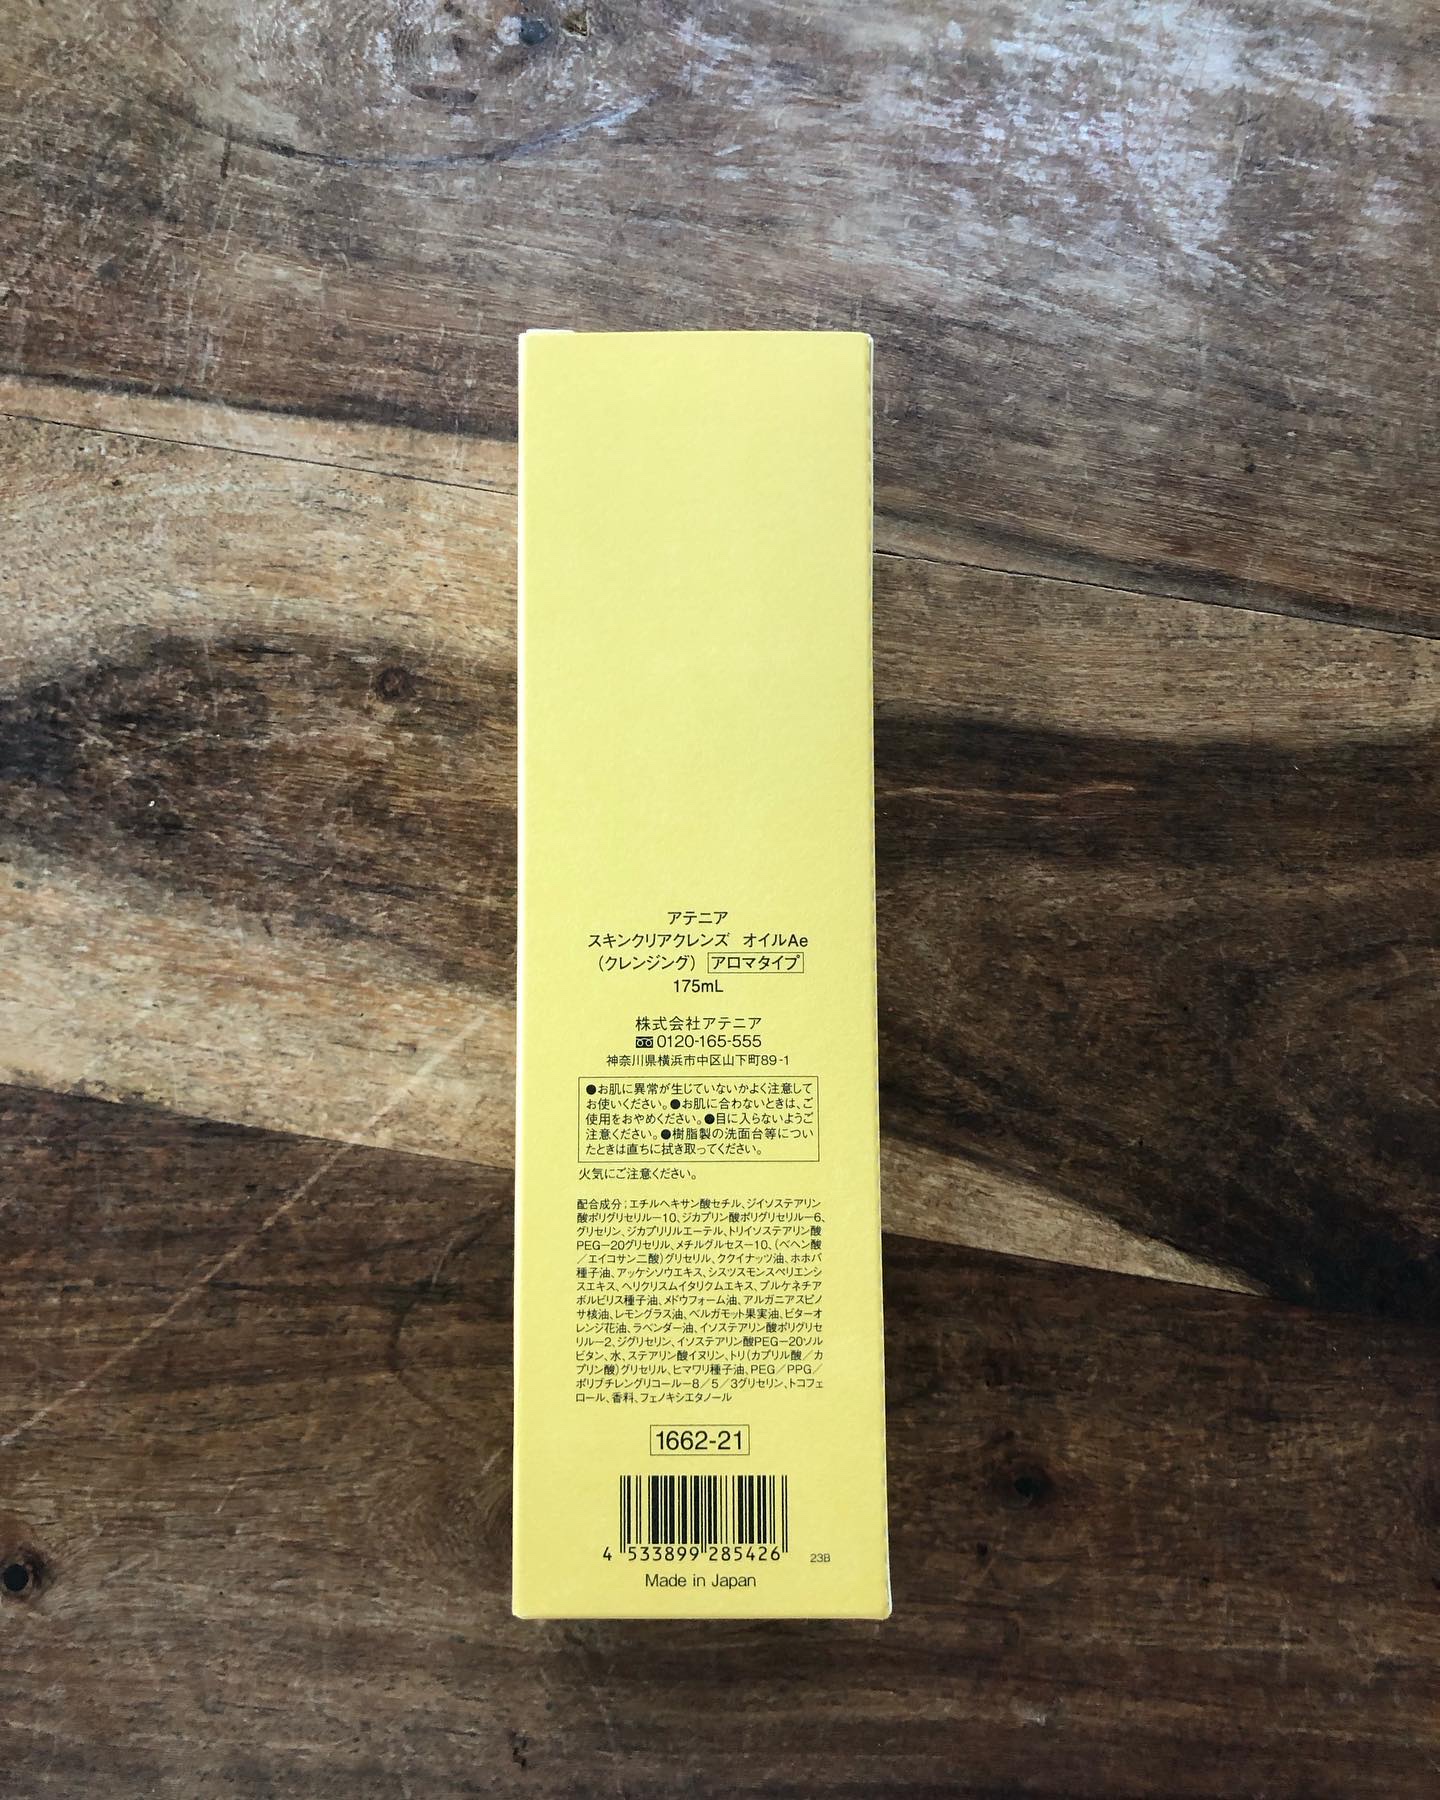 アテニア
スキンクリアクレンズ オイルAe
(クレンジング) アロマタイプ
175mL
株式会社アテニア
0120-165-555
神奈川県横浜市中区山下町89-1
●お肌に異常が生じていないかよく注意して
お使いください。●お肌に合わないときは、ご
使用をおやめください。●目に入らないようご
注意ください。●樹脂製の洗面台等につい
たときは直ちに拭き取ってください。
火気にご注意ください。
配合成分:エチルヘキサン酸セチル、ジイソステアリン
酸ポリグリセリルー10、ジカプリン酸ポリグリセリルー6、
グリセリン、ジカプリリルエーテル、トリイソステアリン酸
PEGー20グリセリル、メチルグルセスー10、(ベヘン酸
/エイコサン二酸)グリセリル、ククイナッツ油、ホホバ
種子油、アッケシソウエキス、シスツスモンスペリエンシ
スエキス、ヘリクリスムイタリクムエキス、プルケネチア
ボルビリス種子油、メドウフォーム油、アルガニアスピノ
サ核油、レモングラス油、ベルガモット果実油、ビターオ
レンジ花油、ラベンダー油、イソステアリン酸ポリグリセ
リルー2、ジグリセリン、イソステアリン酸PEGー20ソル
ビタン、水、ステアリン酸イヌリン、トリ(カプリル酸/カ
プリン酸)グリセリル、ヒマワリ種子油、PEG/PPG/
ポリブチレングリコールー8/5/3グリセリン、トコフェ
ロール、香料、フェノキシエタノール
1662-21
4 533899 285426
23B
Made in Japan